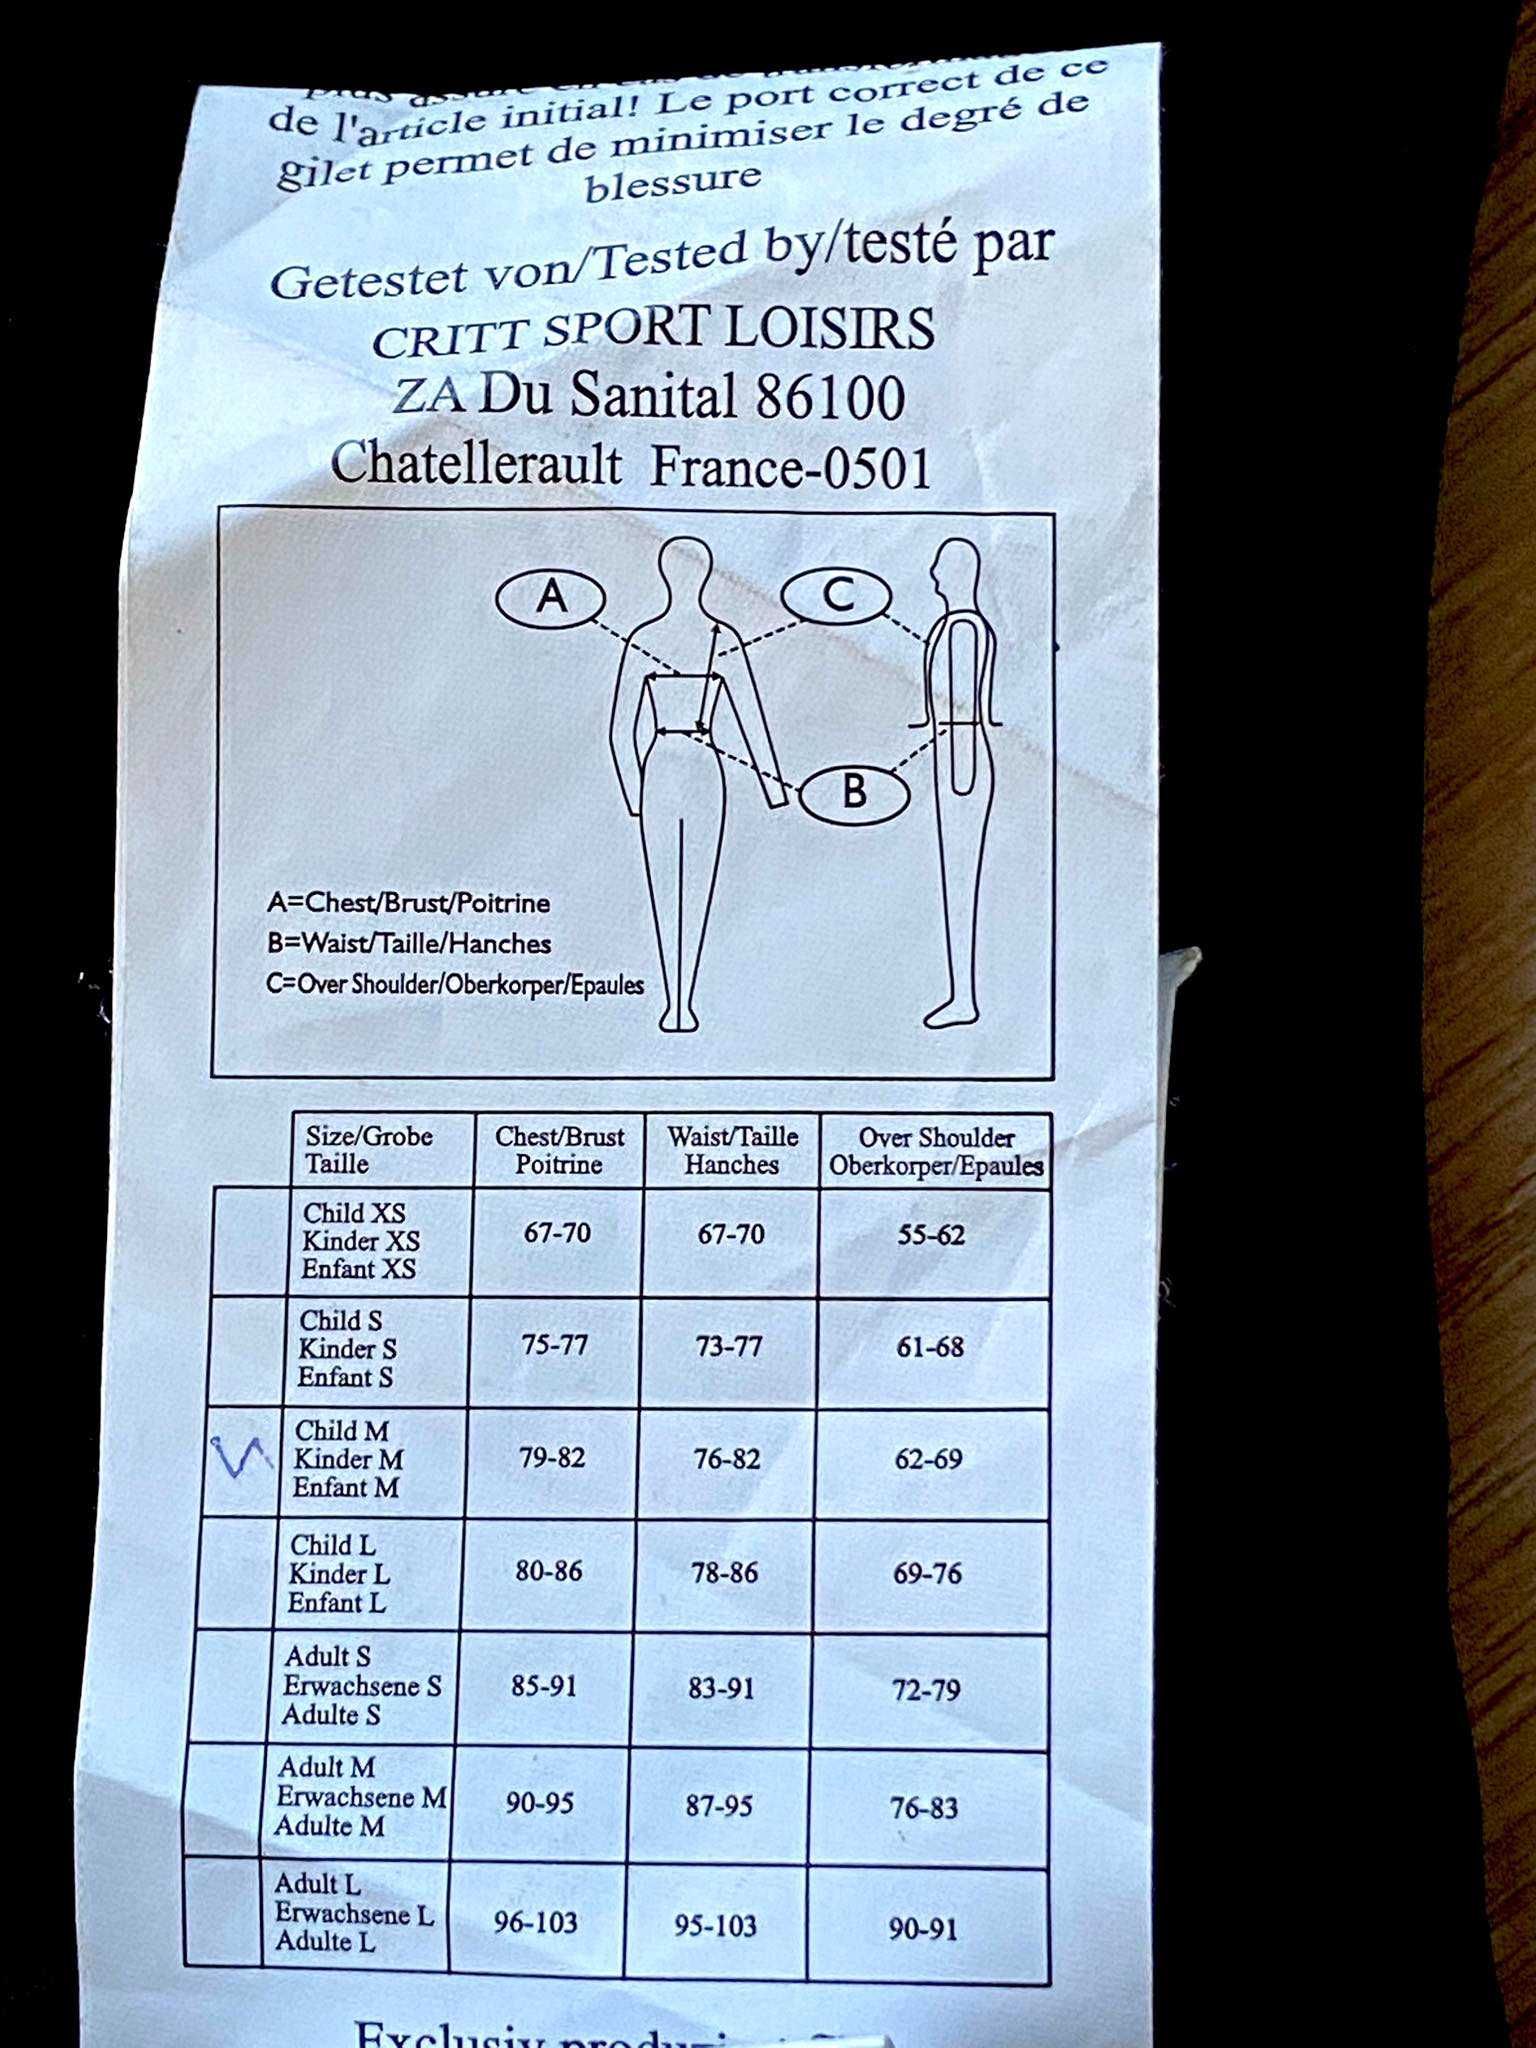 de l'article initial! Le port correct de ce
gilet permet de minimiser le degré de
blessure
Getestet von/Tested by/testé par
CRITT SPORT LOISIRS
ZA Du Sanital 86100
Chatellerault France-0501
A
C
B
A=Chest/Brust/Poitrine
B=Waist/Taille/Hanches
C=Over Shoulder/Oberkorper/Epaules
Size/Grobe Chest/Brust Waist/Taille Over Shoulder
Taille Poitrine Hanches Oberkorper/Epaules
Child XS
Kinder XS 67-70 67-70 55-62
Enfant XS
Child S
Kinder S 75-77 73-77 61-68
Enfant S
Child M
Kinder M 79-82 76-82 62-69
Enfant M
Child L
Kinder L 80-86 78-86 69-76
Enfant L
Adult S
Erwachsene S 85-91 83-91 72-79
Adulte S
Adult M
Erwachsene M 90-95 87-95 76-83
Adulte M
Adult L
Erwachsene L 96-103 95-103 90-91
Adulte L
Exclusiv